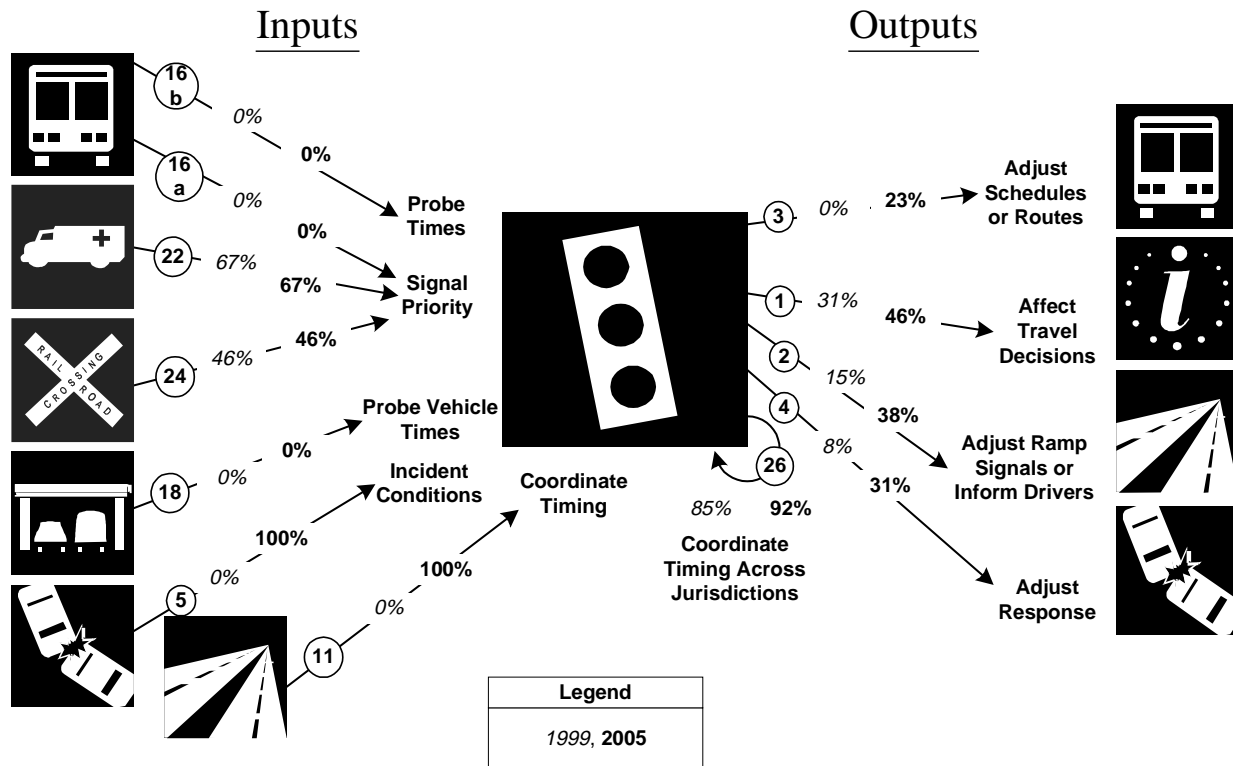 Inputs
Outputs
16
b
0%
0%
16
a
0%
0%
Probe
Times
22
67%
67%
Signal
Priority
RAIL ROAD
CROSSING
24
46%
46%
Probe Vehicle
Times
18
0%
0%
Incident
Conditions
5
0%
100%
Coordinate
Timing
11
0%
100%
3
0%
23%
Adjust
Schedules
or Routes
1
31%
46%
Affect
Travel
Decisions
i
2
15%
38%
Adjust Ramp
Signals or
Inform Drivers
4
8%
31%
Adjust
Response
26
85% 92%
Coordinate
Timing Across
Jurisdictions
Legend
1999, 2005